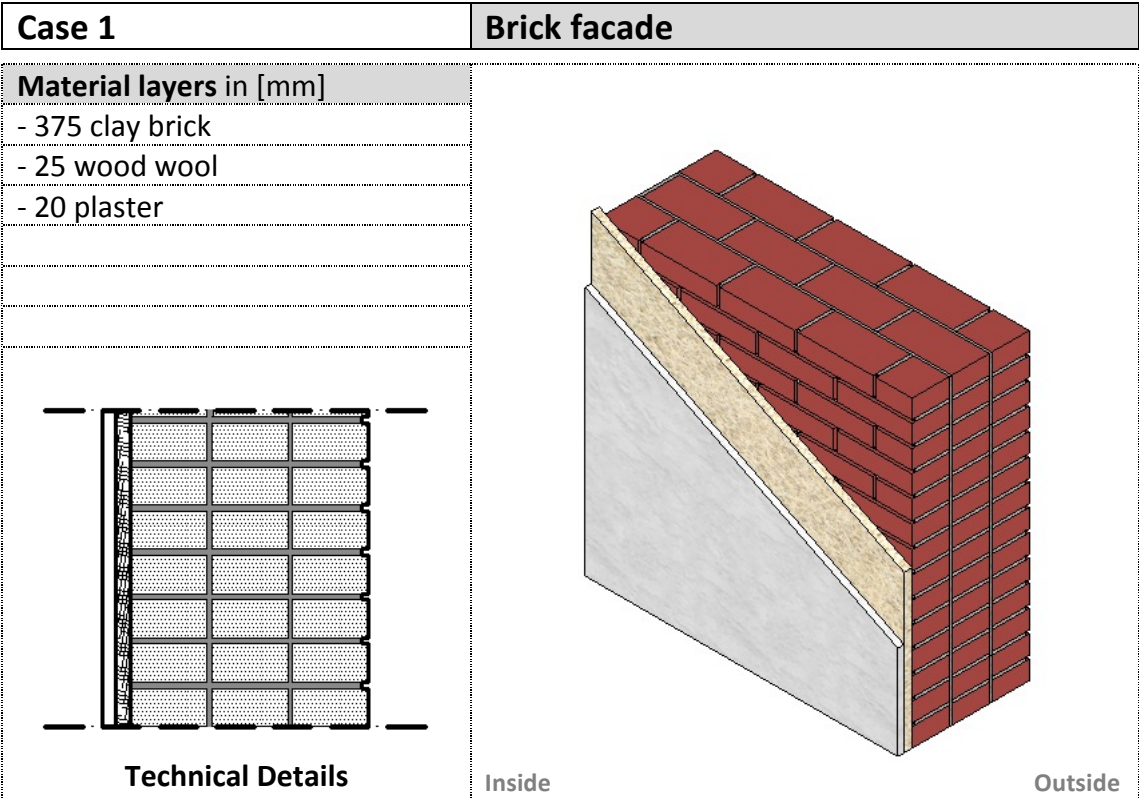 Case 1
Brick facade
Material layers in [mm]
- 375 clay brick
- 25 wood wool
- 20 plaster
Technical Details
Inside
Outside